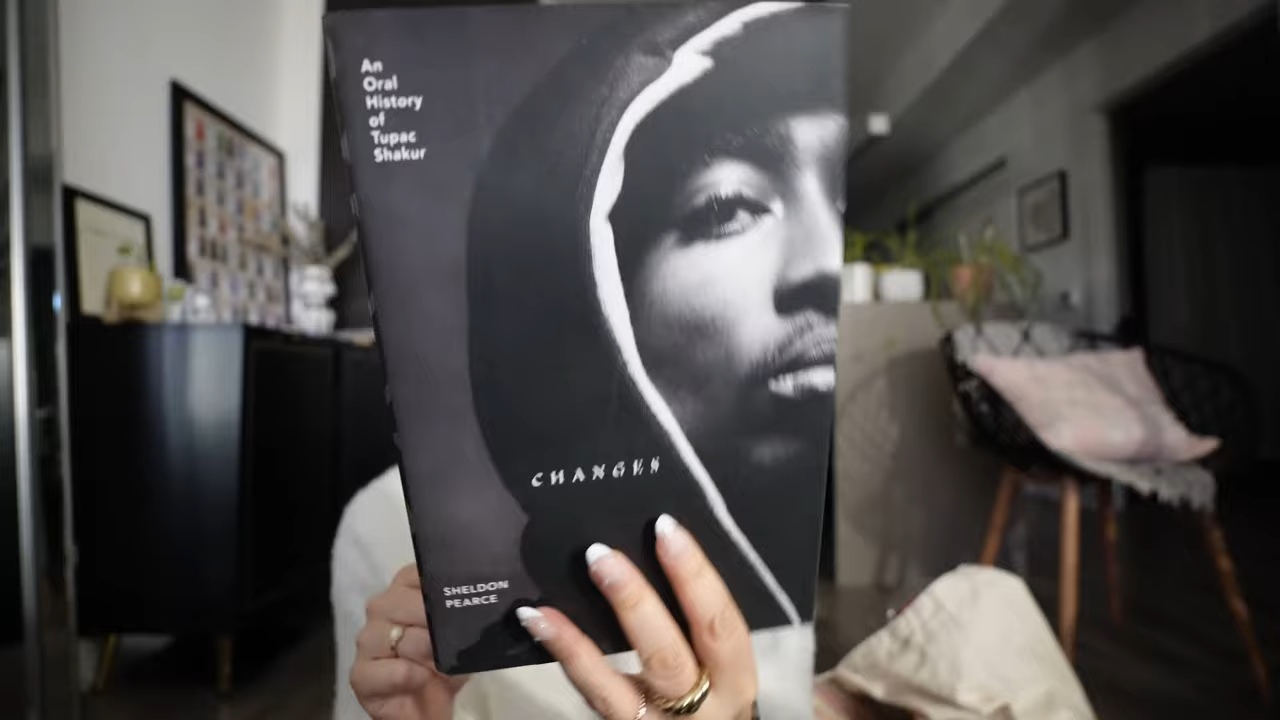 An
Oral
History
of
Tupac
Shakur
CHANGES
SHELDON
PEARCE